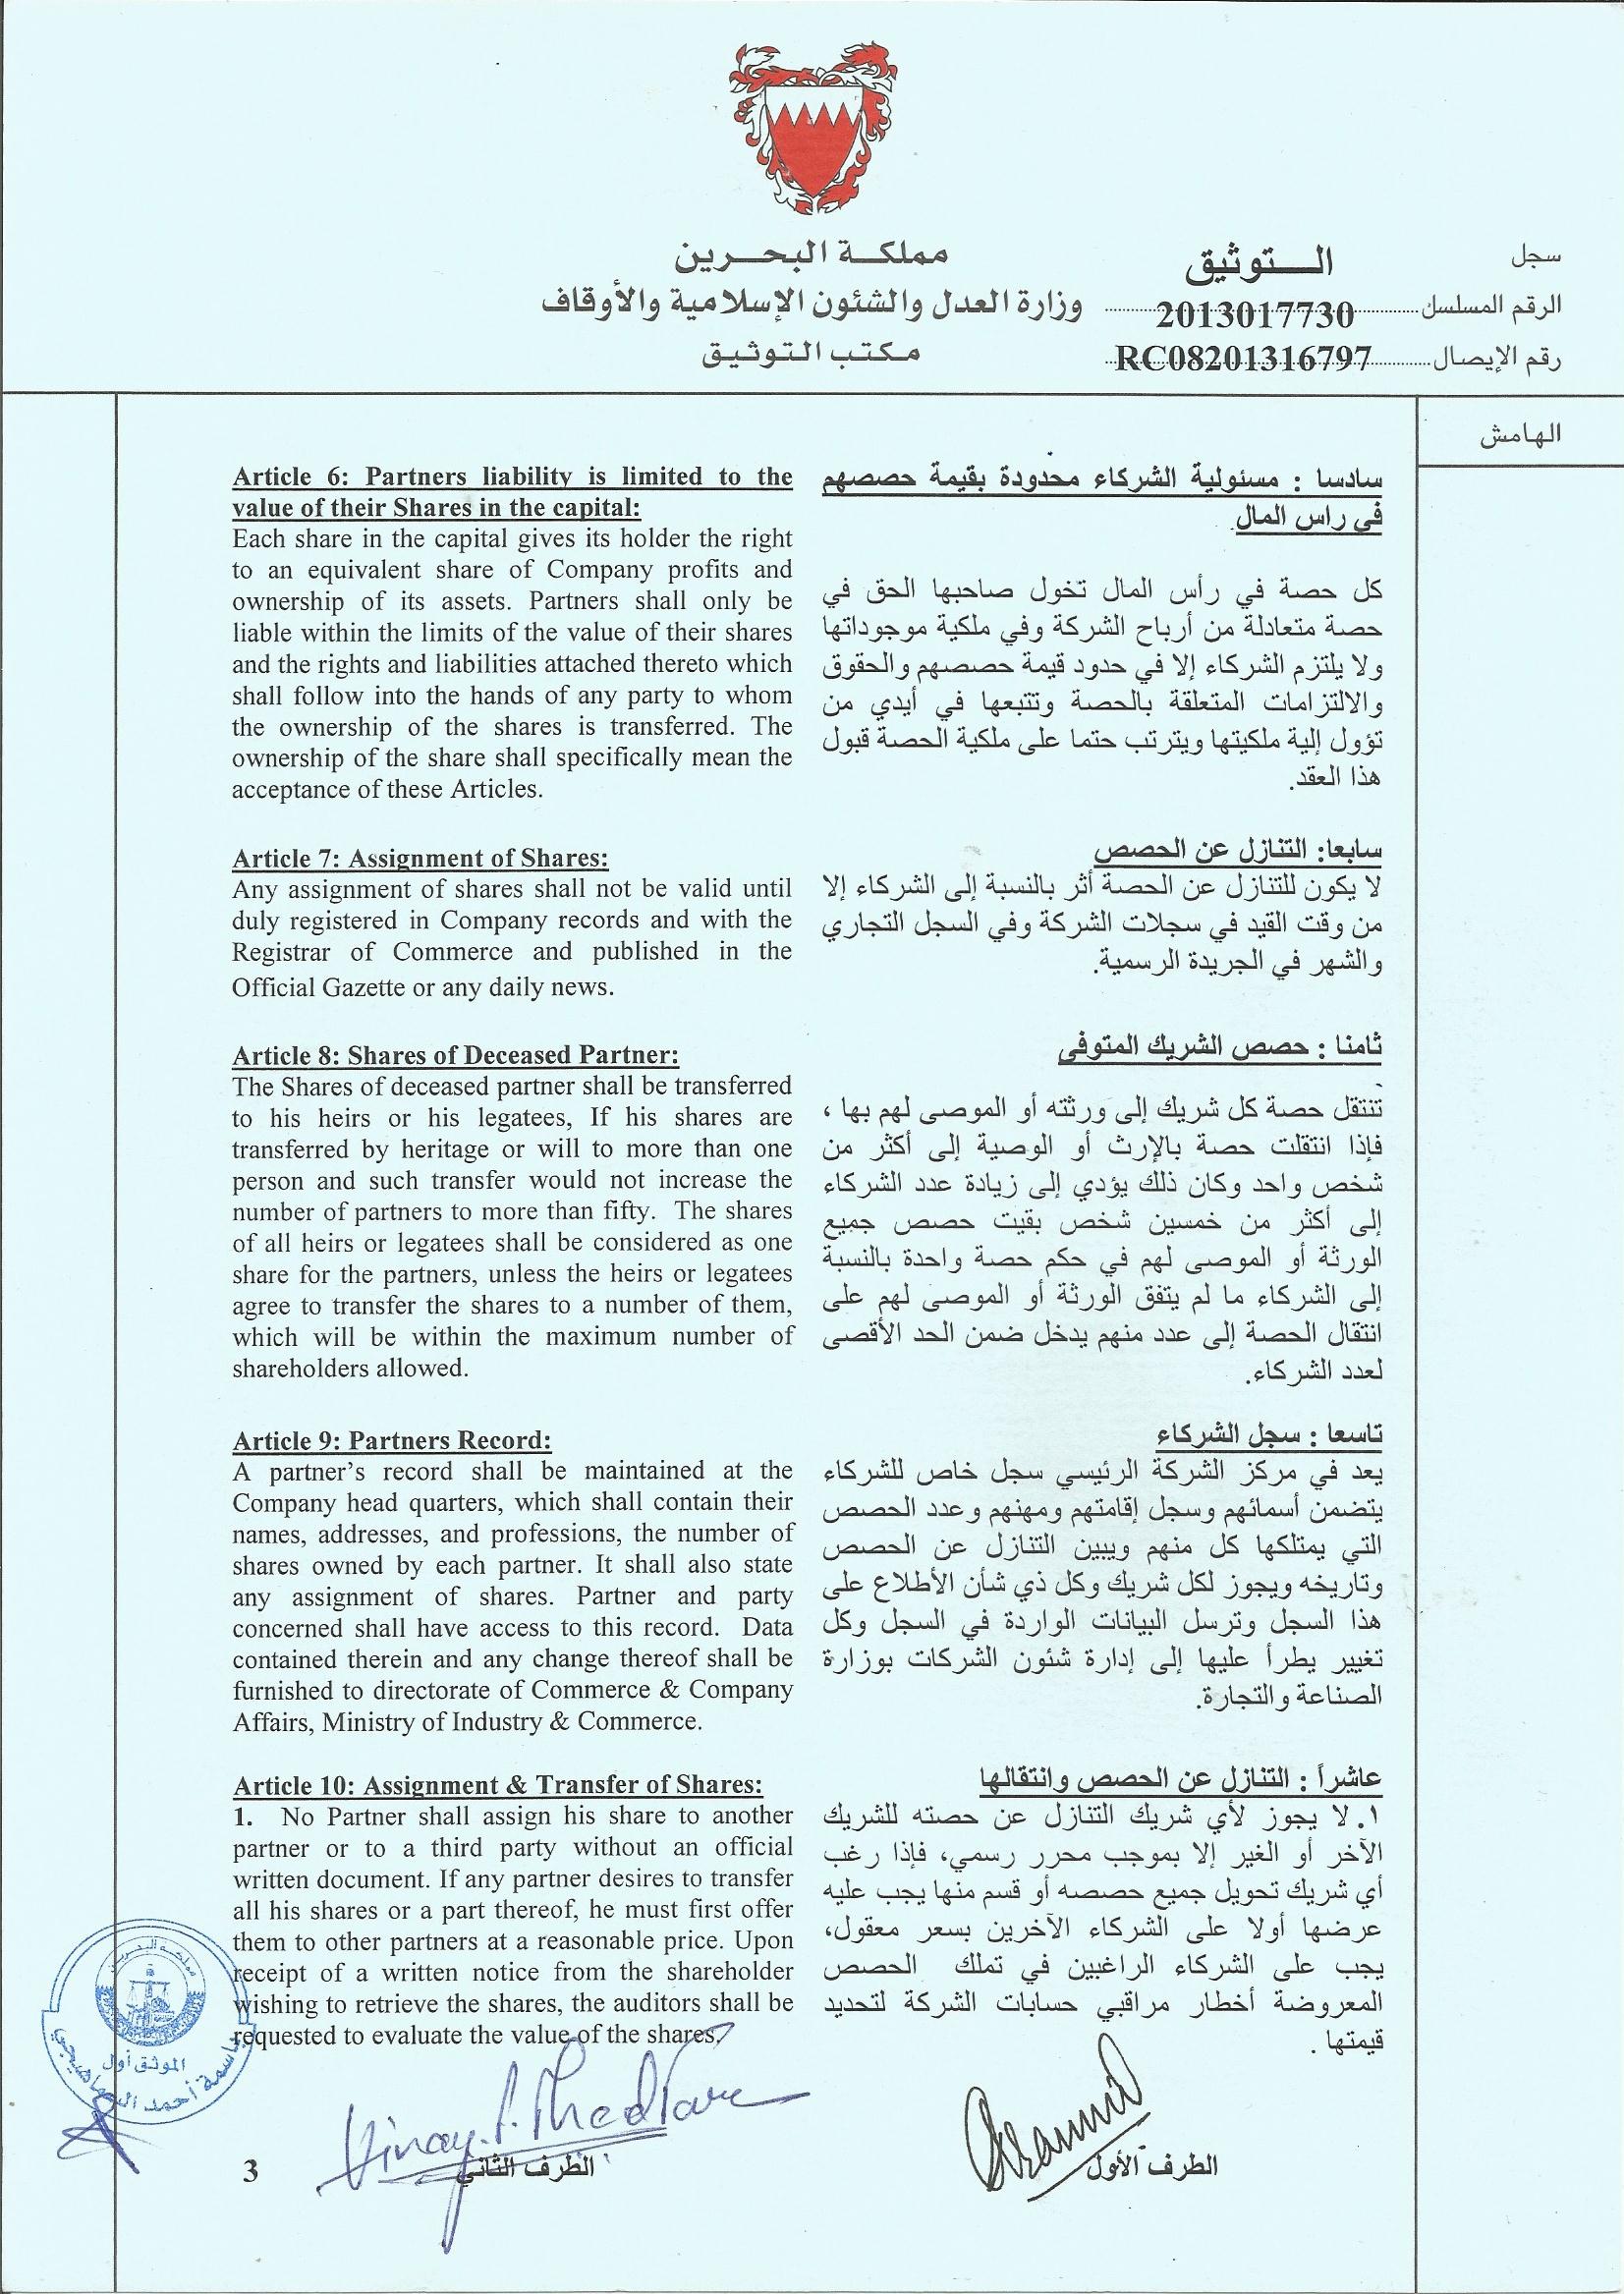 مملكة البحرين
وزارة العدل والشئون الإسلامية والأوقاف
مكتب التوثيق
سجل التوثيق
الرقم المسلسل 2013017730
رقم الإيصال RC08201316797
الهامش
Article 6: Partners liability is limited to the
value of their Shares in the capital:
Each share in the capital gives its holder the right
to an equivalent share of Company profits and
ownership of its assets. Partners shall only be
liable within the limits of the value of their shares
and the rights and liabilities attached thereto which
shall follow into the hands of any party to whom
the ownership of the shares is transferred. The
ownership of the share shall specifically mean the
acceptance of these Articles.
سادسا : مسئولية الشركاء محدودة بقيمة حصصهم
في راس المال.
كل حصة في رأس المال تخول صاحبها الحق في
حصة متعادلة من أرباح الشركة وفي ملكية موجوداتها
ولا يلتزم الشركاء إلا في حدود قيمة حصصهم والحقوق
والالتزامات المتعلقة بالحصة وتتبعها في أيدي من
تؤول إلية ملكيتها ويترتب حتما على ملكية الحصة قبول
هذا العقد.
Article 7: Assignment of Shares:
Any assignment of shares shall not be valid until
duly registered in Company records and with the
Registrar of Commerce and published in the
Official Gazette or any daily news.
سابعا: التنازل عن الحصص
لا يكون للتنازل عن الحصة أثر بالنسبة إلى الشركاء إلا
من وقت القيد في سجلات الشركة وفي السجل التجاري
والشهر في الجريدة الرسمية.
Article 8: Shares of Deceased Partner:
The Shares of deceased partner shall be transferred
to his heirs or his legatees, If his shares are
transferred by heritage or will to more than one
person and such transfer would not increase the
number of partners to more than fifty. The shares
of all heirs or legatees shall be considered as one
share for the partners, unless the heirs or legatees
agree to transfer the shares to a number of them,
which will be within the maximum number of
shareholders allowed.
ثامنا : حصص الشريك المتوفى
تنتقل حصة كل شريك إلى ورثته أو الموصى لهم بها ،
فإذا انتقلت حصة بالإرث أو الوصية إلى أكثر من
شخص واحد وكان ذلك يؤدي إلى زيادة عدد الشركاء
إلى أكثر من خمسين شخص بقيت حصص جميع
الورثة أو الموصى لهم في حكم حصة واحدة بالنسبة
إلى الشركاء ما لم يتفق الورثة أو الموصى لهم على
انتقال الحصة إلى عدد منهم يدخل ضمن الحد الأقصى
لعدد الشركاء.
Article 9: Partners Record:
A partner's record shall be maintained at the
Company head quarters, which shall contain their
names, addresses, and professions, the number of
shares owned by each partner. It shall also state
any assignment of shares. Partner and party
concerned shall have access to this record. Data
contained therein and any change thereof shall be
furnished to directorate of Commerce & Company
Affairs, Ministry of Industry & Commerce.
تاسعا : سجل الشركاء
يعد في مركز الشركة الرئيسي سجل خاص للشركاء
يتضمن أسمائهم وسجل إقامتهم ومهنهم وعدد الحصص
التي يمتلكها كل منهم ويبين التنازل عن الحصص
وتاريخه ويجوز لكل شريك وكل ذي شأن الأطلاع على
هذا السجل وترسل البيانات الواردة في السجل وكل
تغيير يطرأ عليها إلى إدارة شئون الشركات بوزارة
الصناعة والتجارة.
Article 10: Assignment & Transfer of Shares:
1. No Partner shall assign his share to another
partner or to a third party without an official
written document. If any partner desires to transfer
all his shares or a part thereof, he must first offer
them to other partners at a reasonable price. Upon
receipt of a written notice from the shareholder
wishing to retrieve the shares, the auditors shall be
requested to evaluate the value of the shares.
عاشراً : التنازل عن الحصص وانتقالها
١. لا يجوز لأي شريك التنازل عن حصته للشريك
الآخر أو الغير إلا بموجب محرر رسمي، فإذا رغب
أي شريك تحويل جميع حصصه أو قسم منها يجب عليه
عرضها أولا على الشركاء الآخرين بسعر معقول،
يجب على الشركاء الراغبين في تملك الحصص
المعروضة أخطار مراقبي حسابات الشركة لتحديد
قيمتها .
مملكة البحرين
الموثق أول
باسمة أحمد
الطرف الأول
الطرف الثاني
3